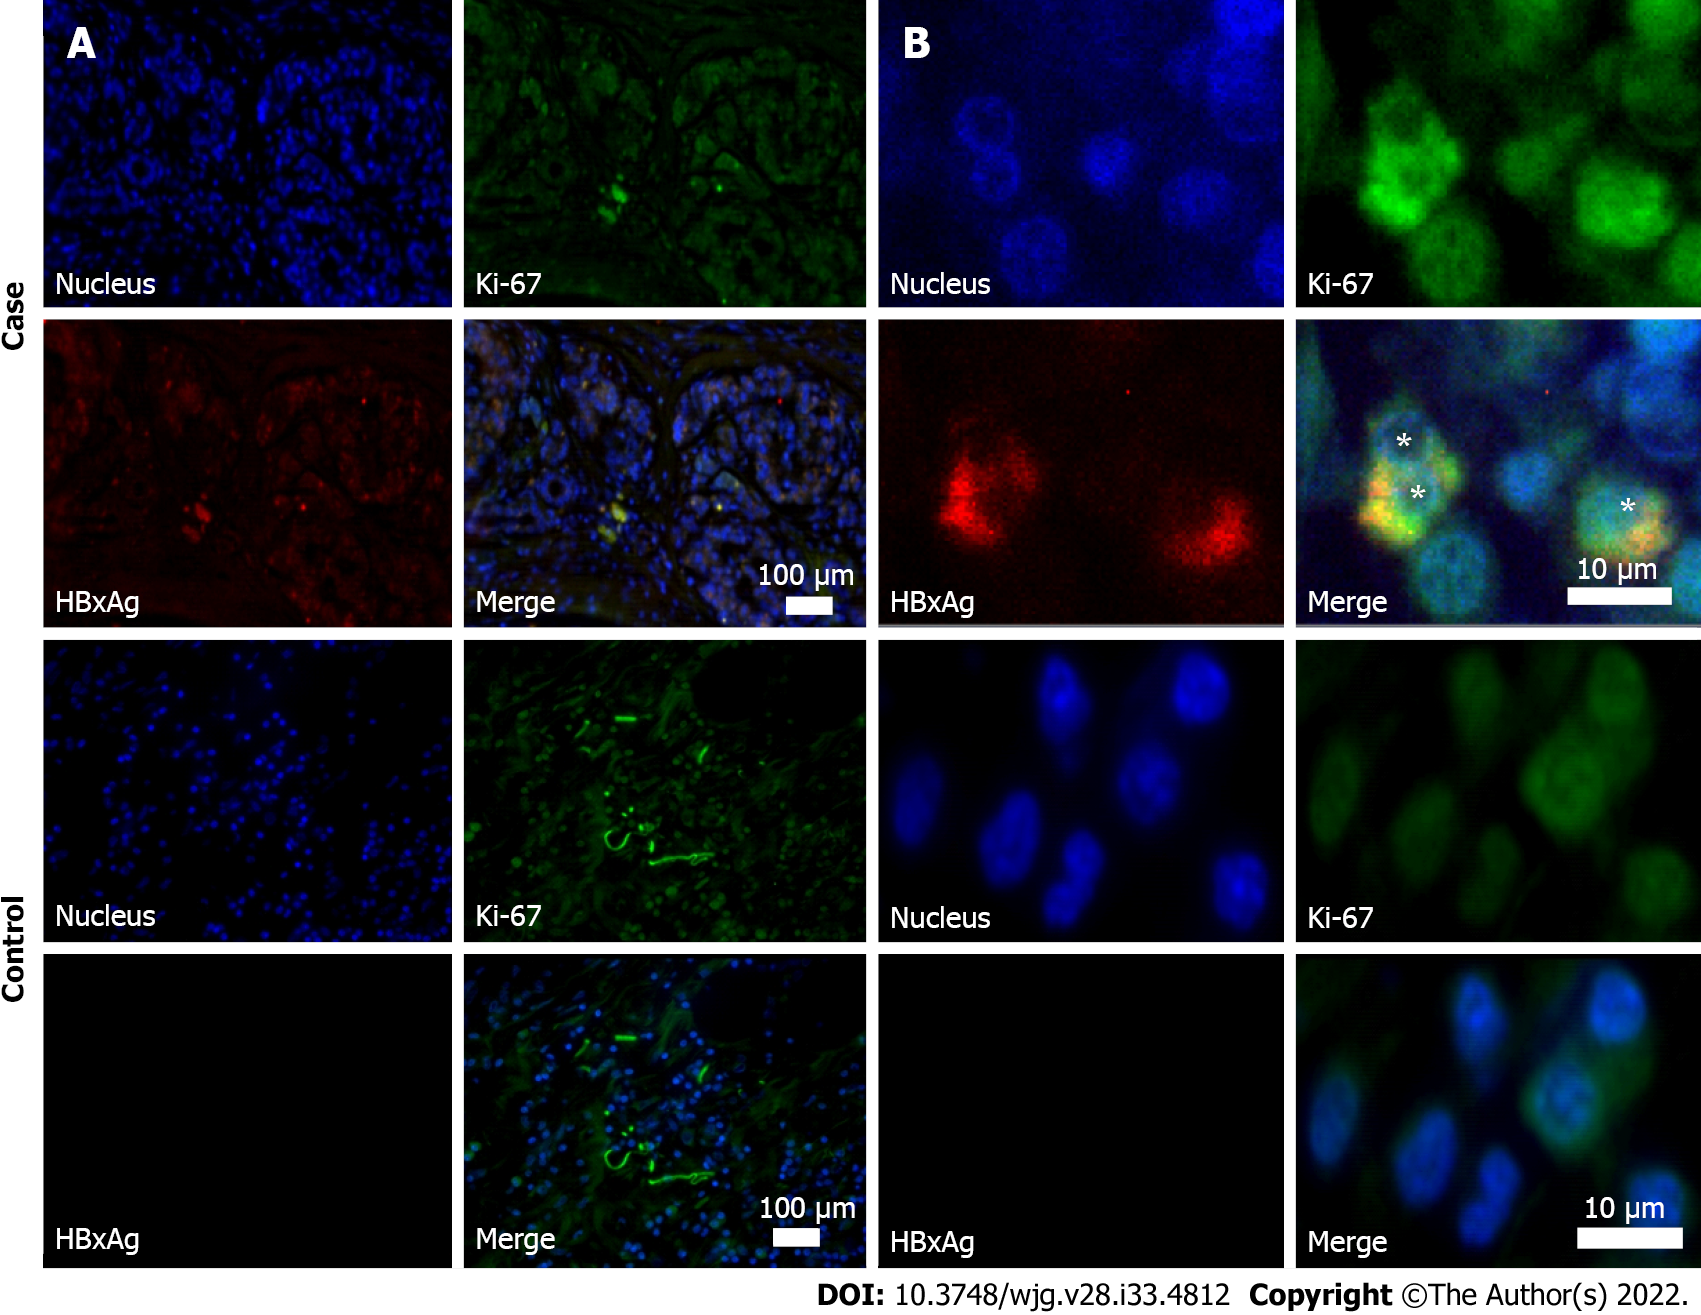 A
B
Case
Nucleus
Ki-67
Nucleus
Ki-67
*
*
*
100 µm
10 µm
HBxAg
Merge
HBxAg
Merge
Control
Nucleus
Ki-67
Nucleus
Ki-67
100 µm
10 µm
HBxAg
Merge
HBxAg
Merge
DOI: 10.3748/wjg.v28.i33.4812 Copyright ©The Author(s) 2022.